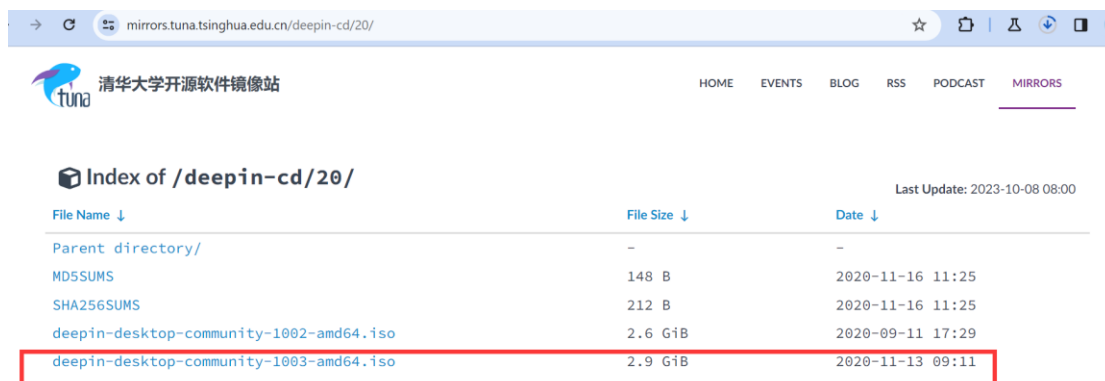 mirrors.tuna.tsinghua.edu.cn/deepin-cd/20/
tuna 清华大学开源软件镜像站 HOME EVENTS BLOG RSS PODCAST MIRRORS
Index of /deepin-cd/20/
Last Update: 2023-10-08 08:00
File Name ↓ File Size ↓ Date ↓
Parent directory/ - -
MD5SUMS 148 B 2020-11-16 11:25
SHA256SUMS 212 B 2020-11-16 11:25
deepin-desktop-community-1002-amd64.iso 2.6 GiB 2020-09-11 17:29
deepin-desktop-community-1003-amd64.iso 2.9 GiB 2020-11-13 09:11